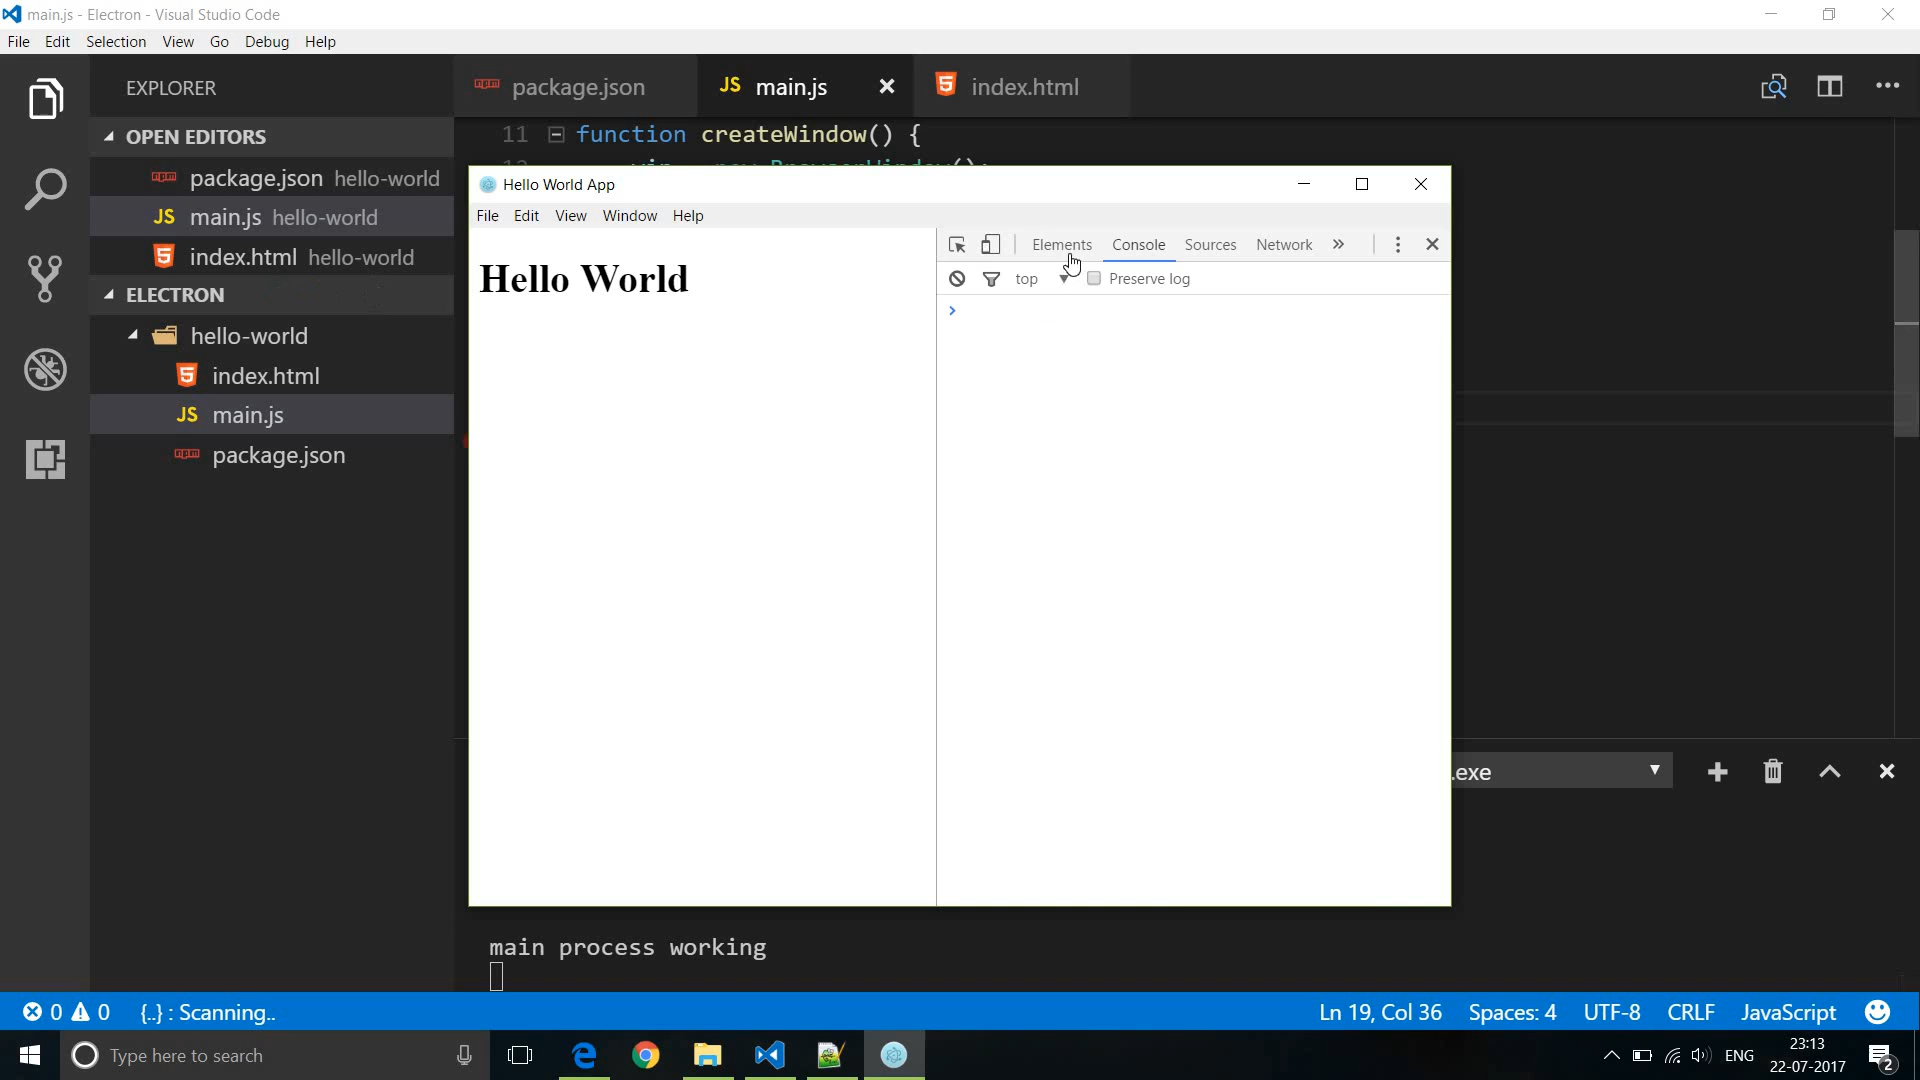 main.js - Electron - Visual Studio Code
File Edit Selection View Go Debug Help
EXPLORER
OPEN EDITORS
package.json hello-world
JS main.js hello-world
index.html hello-world
ELECTRON
hello-world
index.html
JS main.js
package.json
package.json
JS main.js
index.html
11 function createWindow() {
Hello World App
File Edit View Window Help
Hello World
Elements Console Sources Network
top Preserve log
.exe
main process working
0 0 {..} : Scanning..
Ln 19, Col 36 Spaces: 4 UTF-8 CRLF JavaScript
Type here to search
ENG
23:13
22-07-2017
2